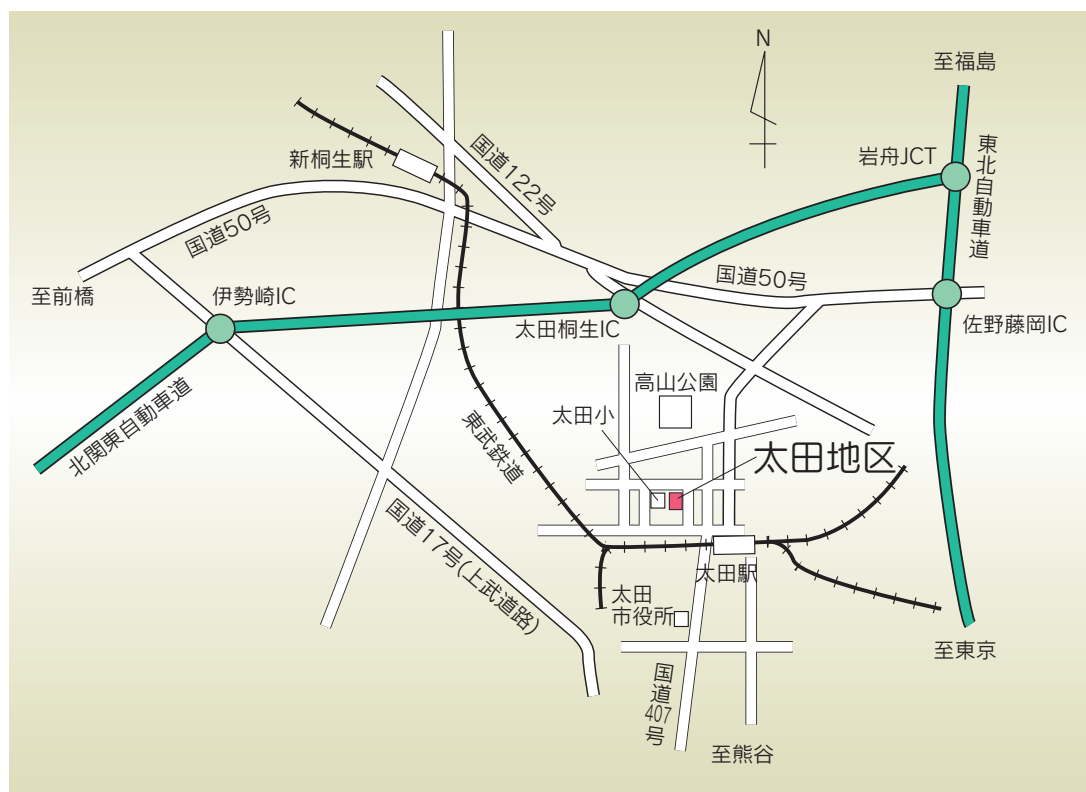 N
至福島
岩舟JCT
東北自動車道
新桐生駅
国道122号
国道50号
国道50号
至前橋
伊勢崎IC
太田桐生IC
佐野藤岡IC
北関東自動車道
高山公園
太田小
東武鉄道
太田地区
国道17号(上武道路)
太田駅
太田
市役所
至東京
国道
407
号
至熊谷